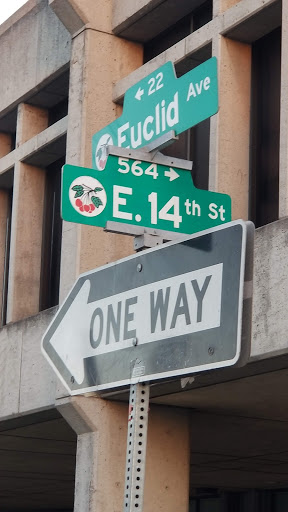 ← 22
Euclid Ave
564 →
E. 14th St
ONE WAY